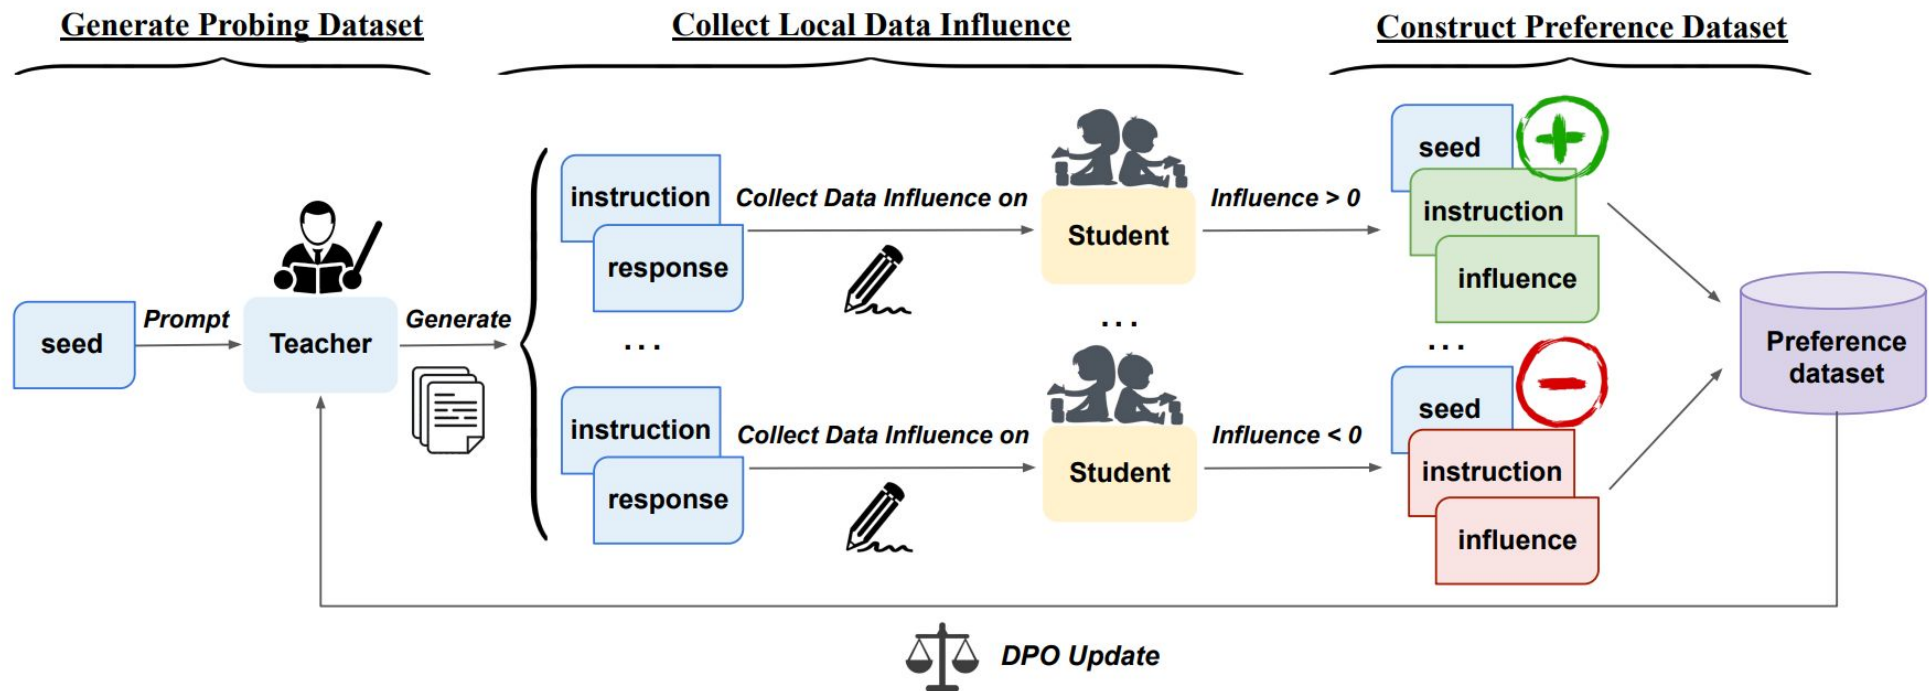 Generate Probing Dataset
Collect Local Data Influence
Construct Preference Dataset
seed
Prompt
Teacher
Generate
instruction
response
Collect Data Influence on
Student
Influence > 0
seed
instruction
influence
...
...
...
instruction
response
Collect Data Influence on
Student
Influence < 0
seed
instruction
influence
Preference
dataset
DPO Update